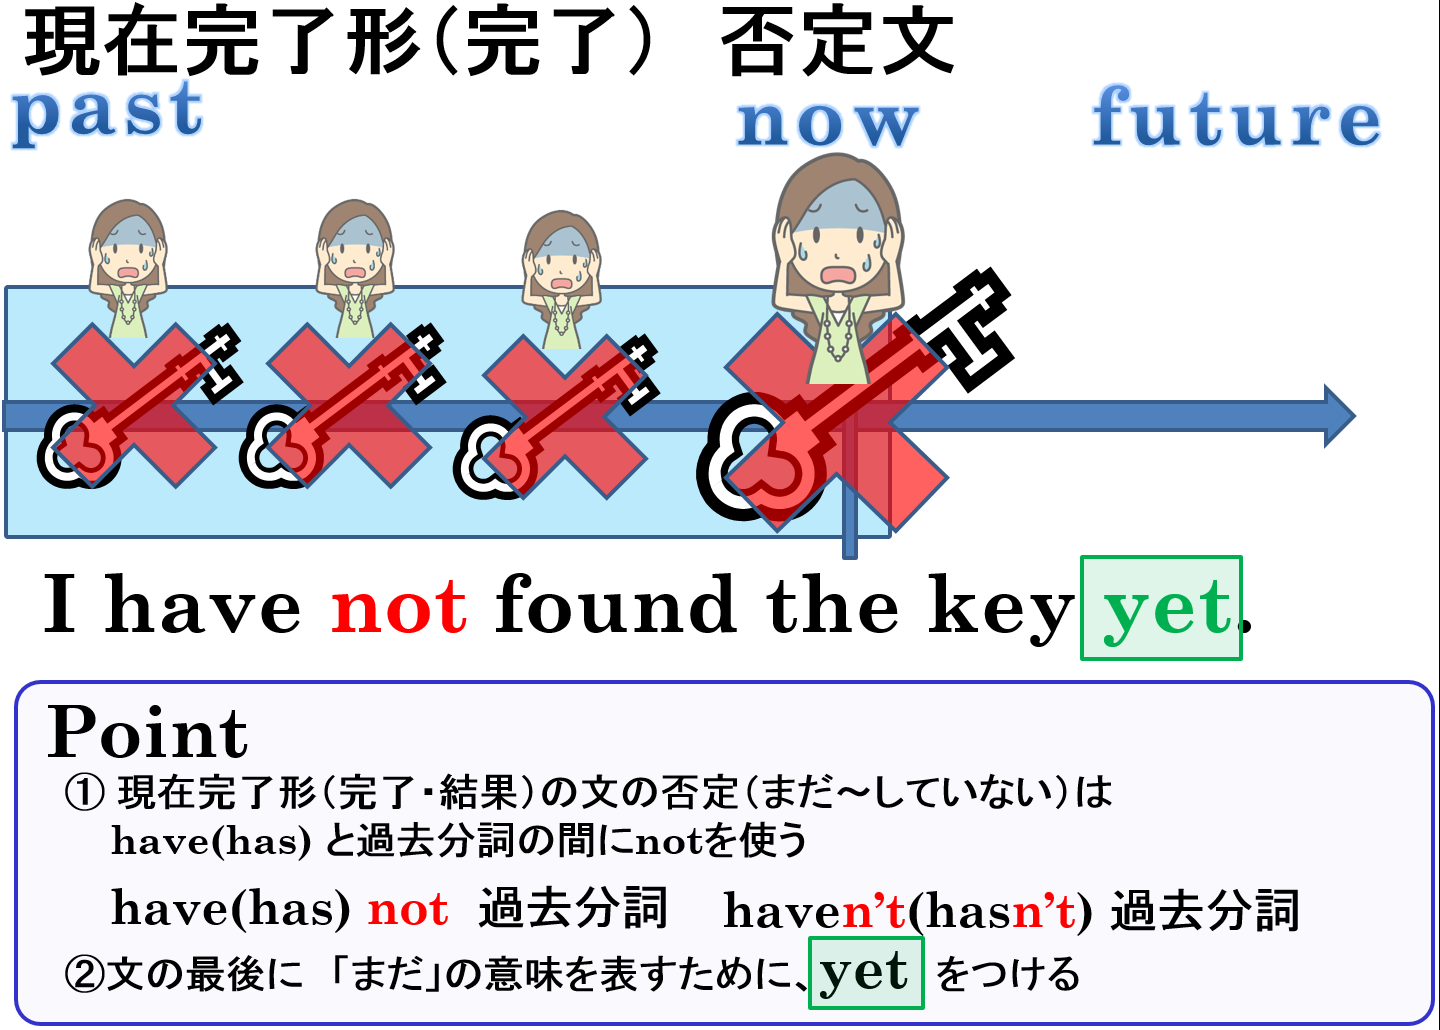 現在完了形（完了）　否定文
past now future
I have not found the key yet.
Point
① 現在完了形（完了・結果）の文の否定（まだ～していない）は
have(has) と過去分詞の間にnotを使う
have(has) not 過去分詞　haven't(hasn't) 過去分詞
②文の最後に　「まだ」の意味を表すために、yet をつける